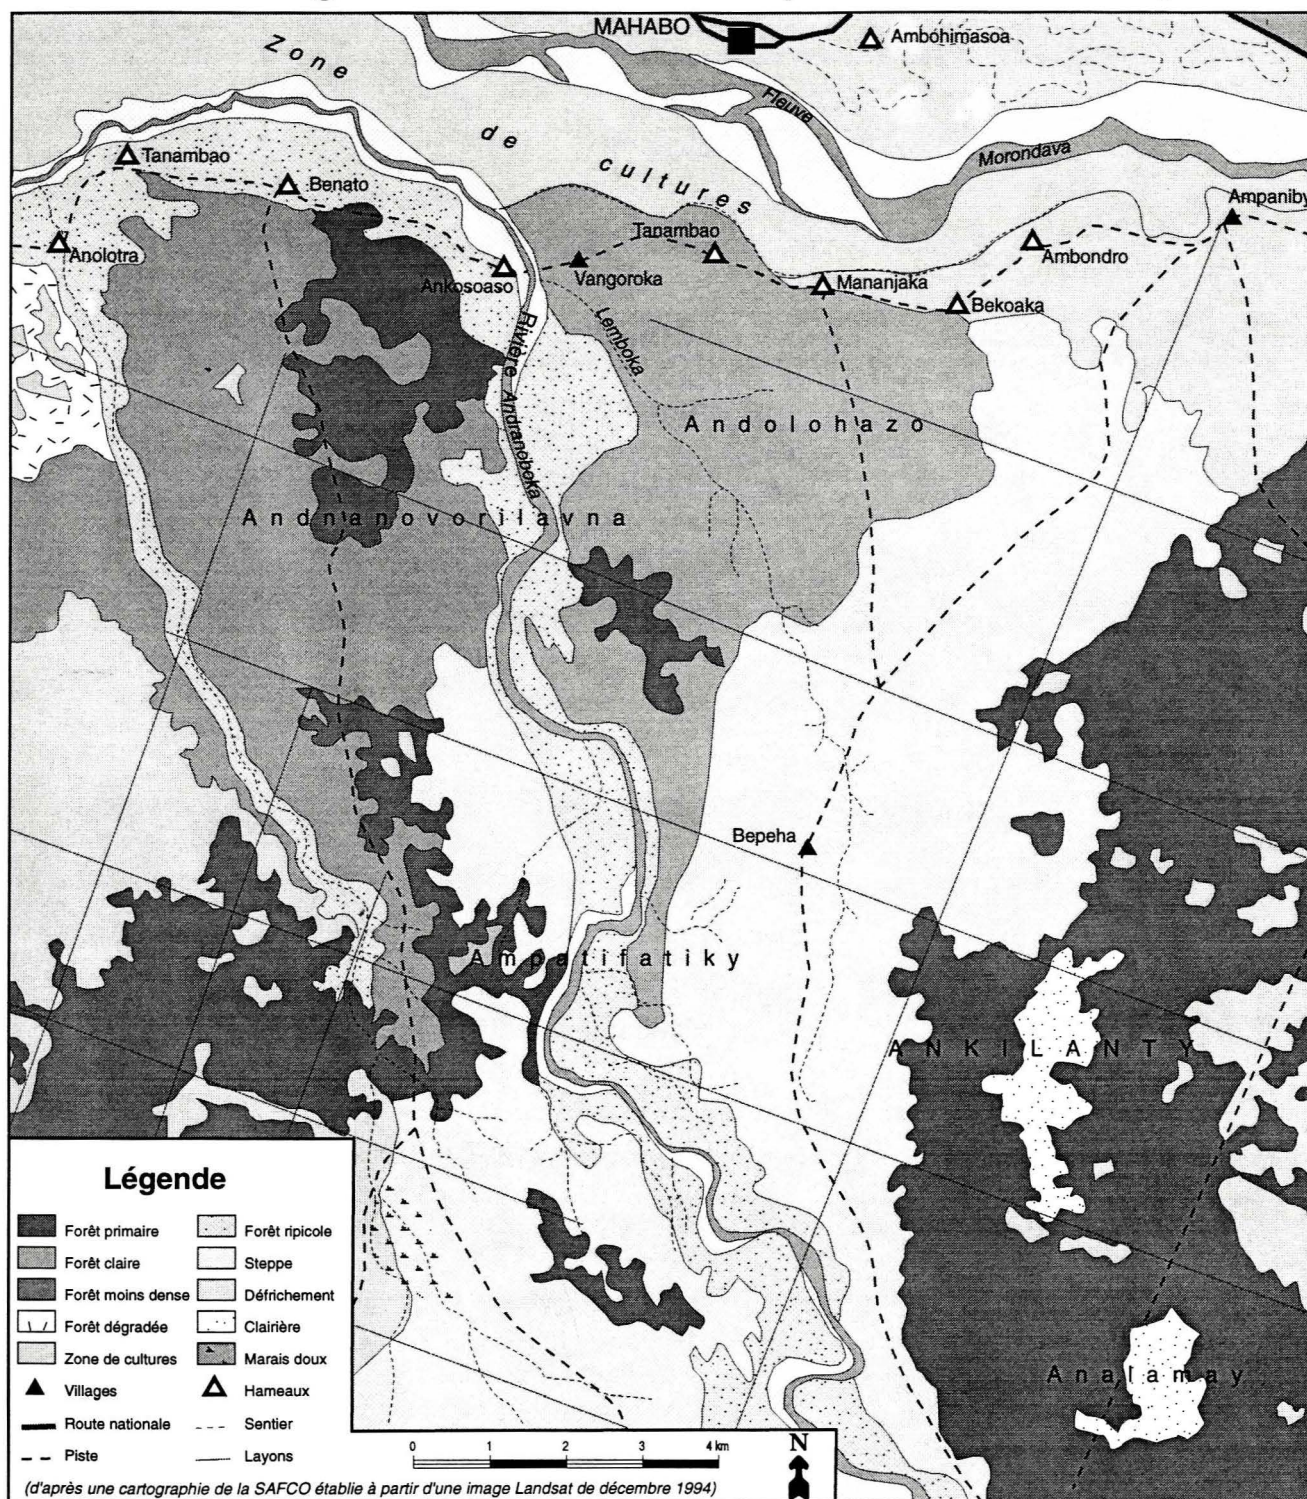 MAHABO
Ambohimasoa
Zone
de
cultures
Fleuve
Morondava
Tanambao
Benato
Ampaniby
Anolotra
Ankosoaso
Vangoroka
Tanambao
Mananjaka
Ambondro
Bekoaka
Lemboka
Rivière Andranoboka
Andolohazo
Andnanovorilavna
Bepeha
Ampatifatiky
ANKILANTY
Analamay
Légende
Forêt primaire
Forêt claire
Forêt moins dense
Forêt dégradée
Zone de cultures
Villages
Route nationale
Piste
Forêt ripicole
Steppe
Défrichement
Clairière
Marais doux
Hameaux
Sentier
Layons
0 1 2 3 4 km
N
(d'après une cartographie de la SAFCO établie à partir d'une image Landsat de décembre 1994)